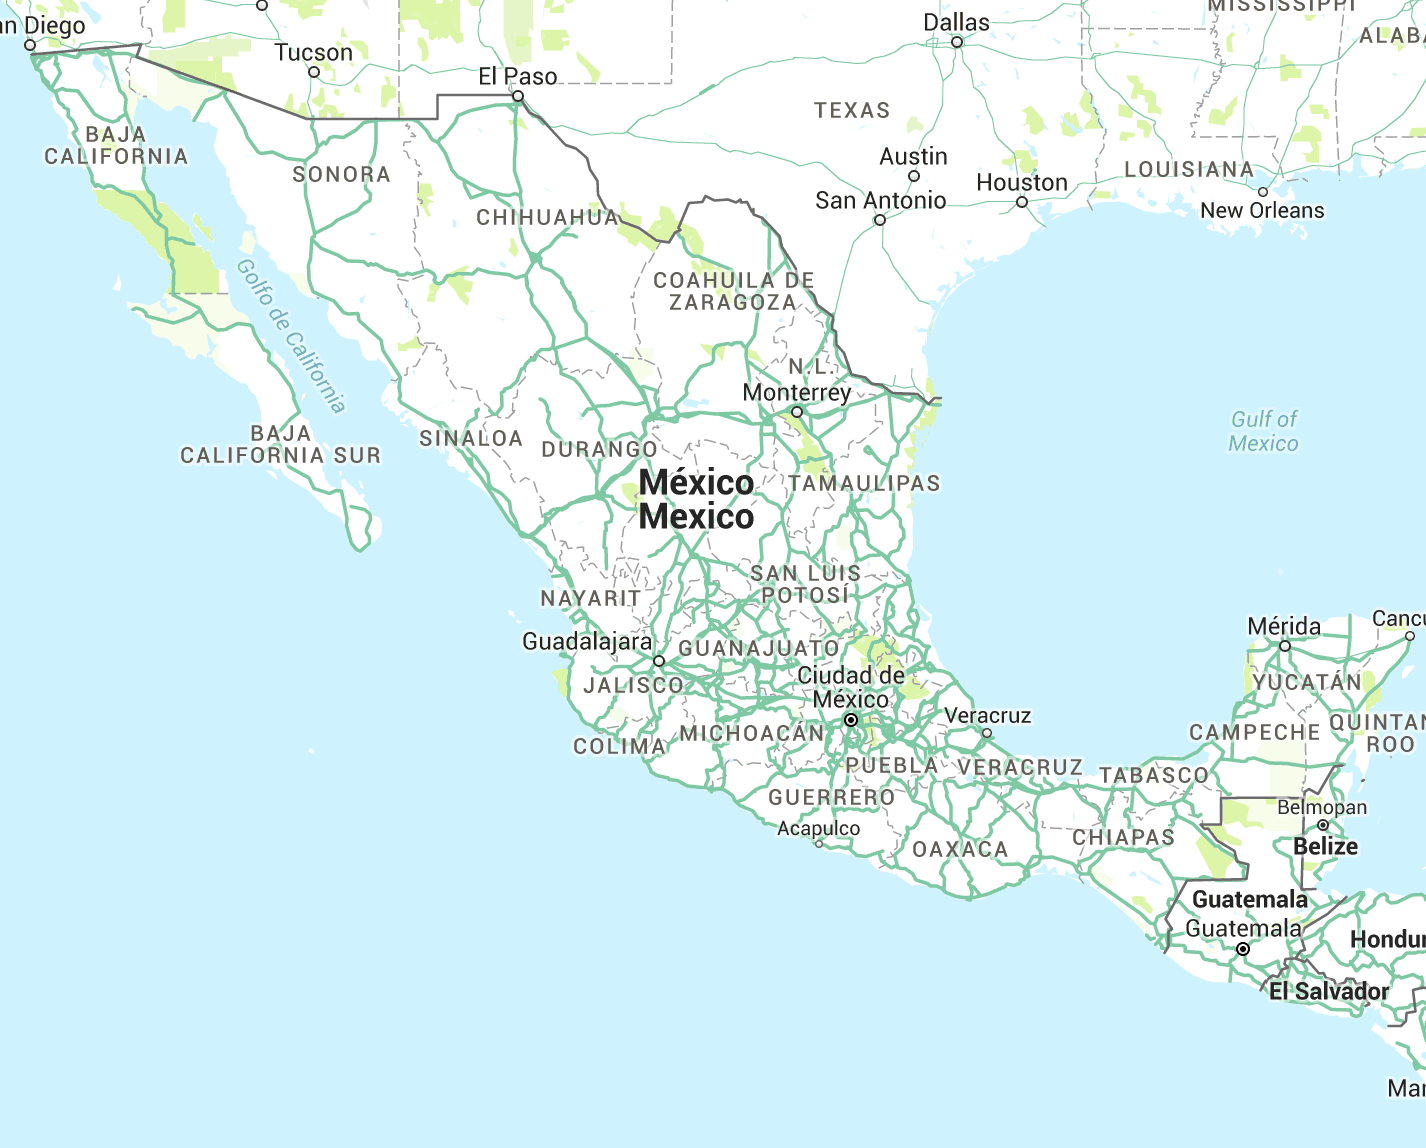 MISSISSIPPI
an Diego
Dallas
ALABA
Tucson
El Paso
TEXAS
BAJA
CALIFORNIA
SONORA
Austin
LOUISIANA
Houston
San Antonio
New Orleans
CHIHUAHUA
Golfo de California
COAHUILA DE
ZARAGOZA
N.L.
Monterrey
Gulf of
Mexico
BAJA
CALIFORNIA SUR
SINALOA
DURANGO
México
Mexico
TAMAULIPAS
SAN LUIS
POTOSÍ
NAYARIT
Guadalajara
GUANAJUATO
Mérida
Cancu
JALISCO
Ciudad de
México
YUCATÁN
COLIMA
MICHOACÁN
Veracruz
CAMPECHE
QUINTAN
ROO
PUEBLA
VERACRUZ
TABASCO
GUERRERO
Acapulco
Belmopan
Belize
OAXACA
CHIAPAS
Guatemala
Guatemala
Hondur
El Salvador
Man